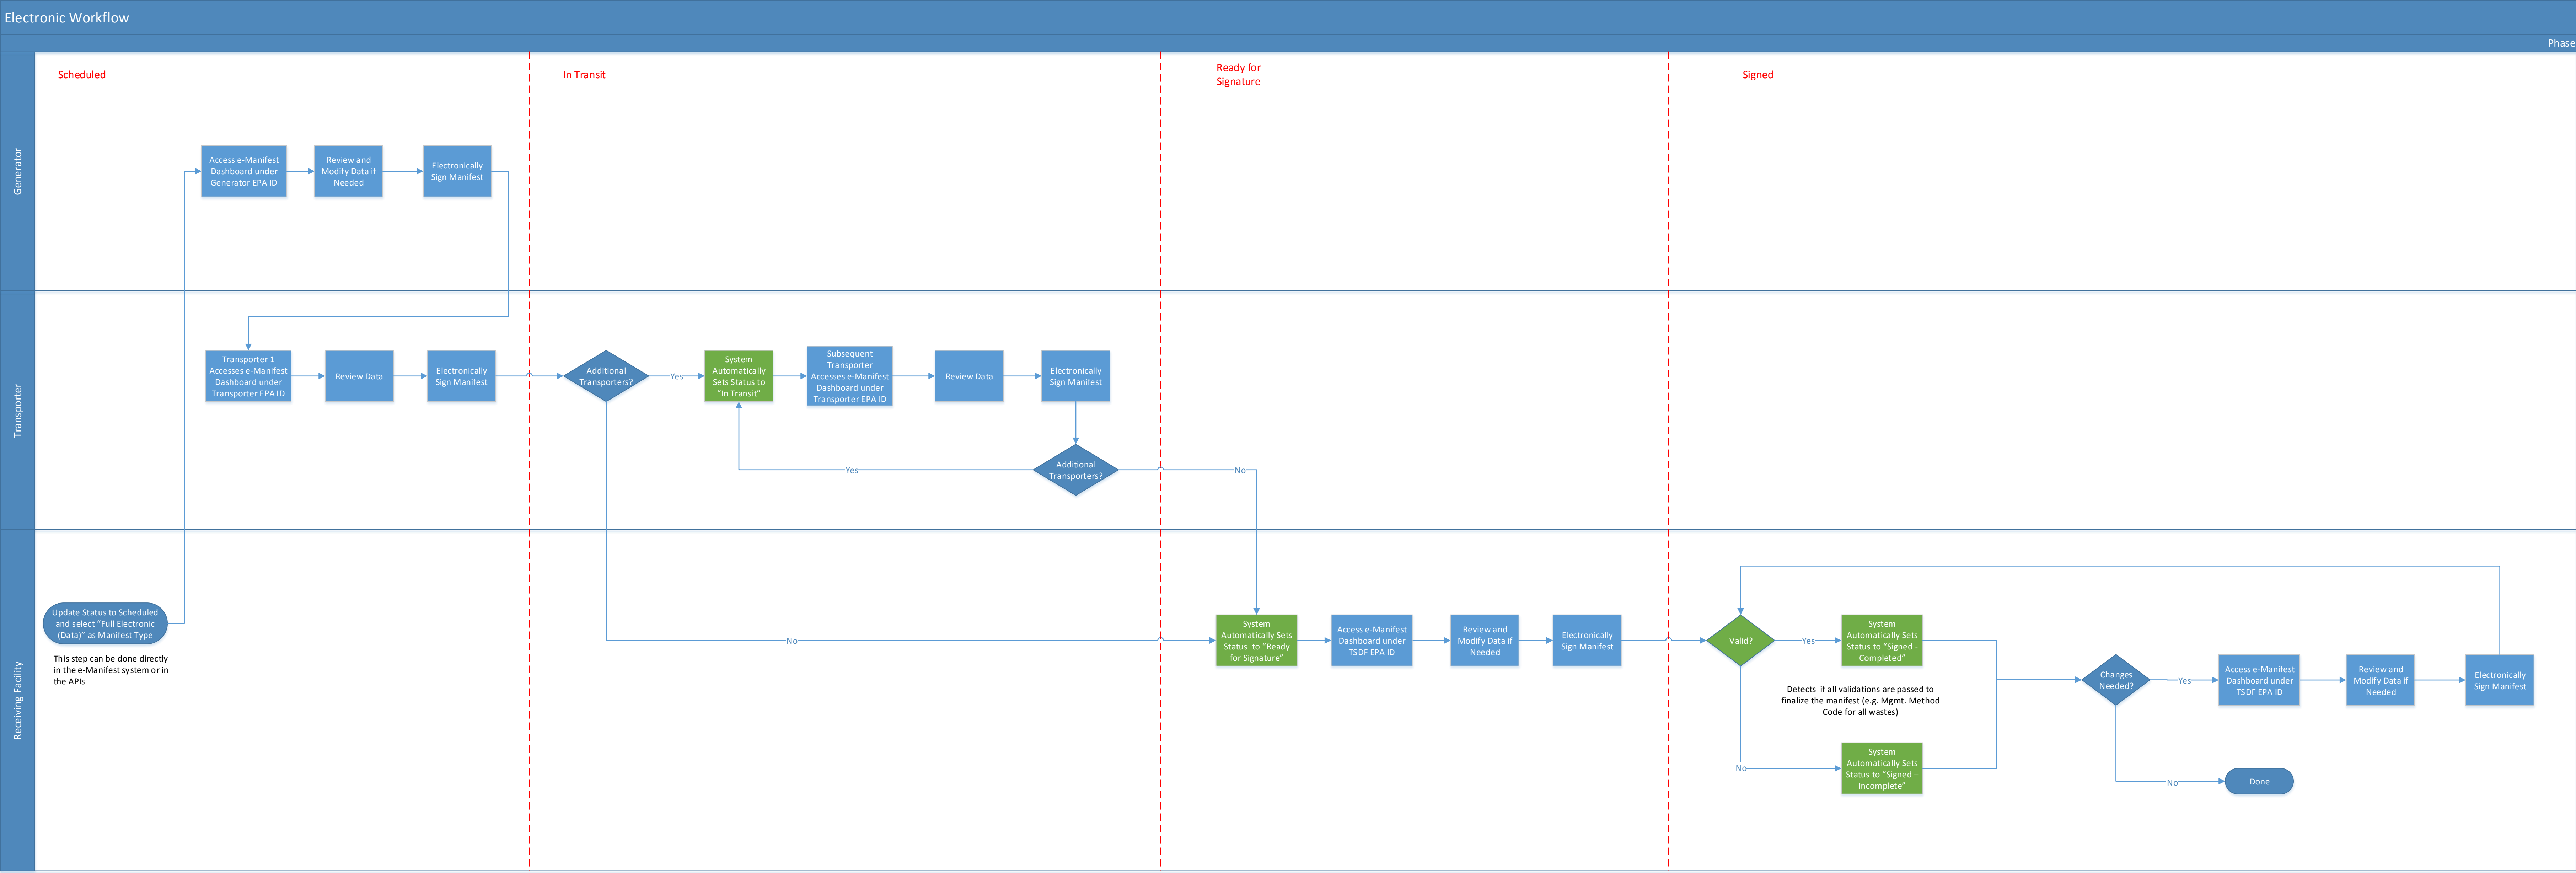 Electronic Workflow
Phase
Scheduled
In Transit
Ready for
Signature
Signed
Generator
Access e-Manifest
Dashboard under
Generator EPA ID
Review and
Modify Data if
Needed
Electronically
Sign Manifest
Transporter
Transporter 1
Accesses e-Manifest
Dashboard under
Transporter EPA ID
Review Data
Electronically
Sign Manifest
Additional
Transporters?
Yes
System
Automatically
Sets Status to
“In Transit”
Subsequent
Transporter
Accesses e-Manifest
Dashboard under
Transporter EPA ID
Review Data
Electronically
Sign Manifest
Additional
Transporters?
Yes
No
Receiving Facility
Update Status to Scheduled
and select “Full Electronic
(Data)” as Manifest Type
This step can be done directly
in the e-Manifest system or in
the APIs
No
System
Automatically Sets
Status to “Ready
for Signature”
Access e-Manifest
Dashboard under
TSDF EPA ID
Review and
Modify Data if
Needed
Electronically
Sign Manifest
Valid?
Yes
System
Automatically Sets
Status to “Signed -
Completed”
Detects if all validations are passed to
finalize the manifest (e.g. Mgmt. Method
Code for all wastes)
No
System
Automatically Sets
Status to “Signed –
Incomplete”
Changes
Needed?
Yes
Access e-Manifest
Dashboard under
TSDF EPA ID
Review and
Modify Data if
Needed
Electronically
Sign Manifest
No
Done